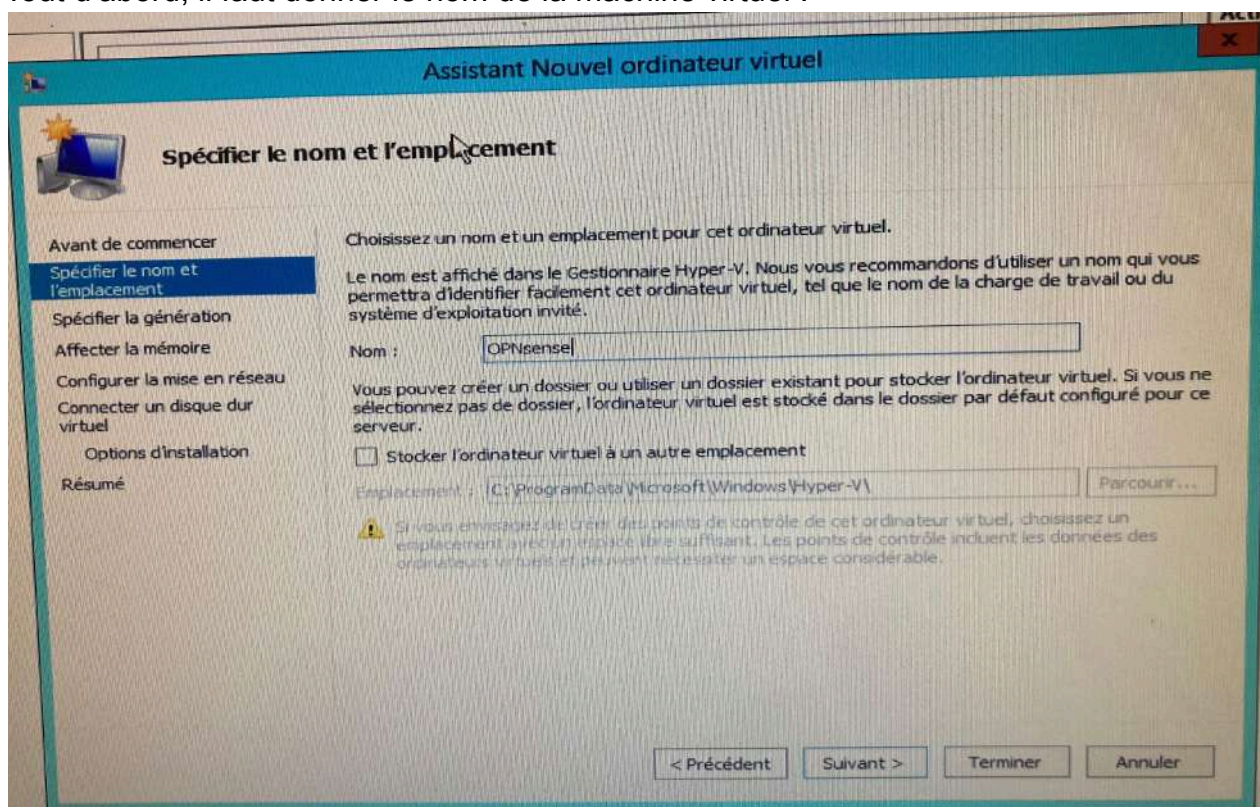 Tout d'abord, il faut donner le nom de la machine virtuel :
Assistant Nouvel ordinateur virtuel
Spécifier le nom et l'emplacement
Avant de commencer
Spécifier le nom et
l'emplacement
Spécifier la génération
Affecter la mémoire
Configurer la mise en réseau
Connecter un disque dur
virtuel
Options d'installation
Résumé
Choisissez un nom et un emplacement pour cet ordinateur virtuel.
Le nom est affiché dans le Gestionnaire Hyper-V. Nous vous recommandons d'utiliser un nom qui vous
permettra d'identifier facilement cet ordinateur virtuel, tel que le nom de la charge de travail ou du
système d'exploitation invité.
Nom : OPNsense
Vous pouvez créer un dossier ou utiliser un dossier existant pour stocker l'ordinateur virtuel. Si vous ne
sélectionnez pas de dossier, l'ordinateur virtuel est stocké dans le dossier par défaut configuré pour ce
serveur.
Stocker l'ordinateur virtuel à un autre emplacement
Emplacement : C:\ProgramData\Microsoft\Windows\Hyper-V\ Parcourir...
Si vous envisagez de créer des points de contrôle de cet ordinateur virtuel, choisissez un
emplacement avec un espace libre suffisant. Les points de contrôle incluent les données des
ordinateurs virtuels et peuvent nécessiter un espace considérable.
< Précédent Suivant > Terminer Annuler